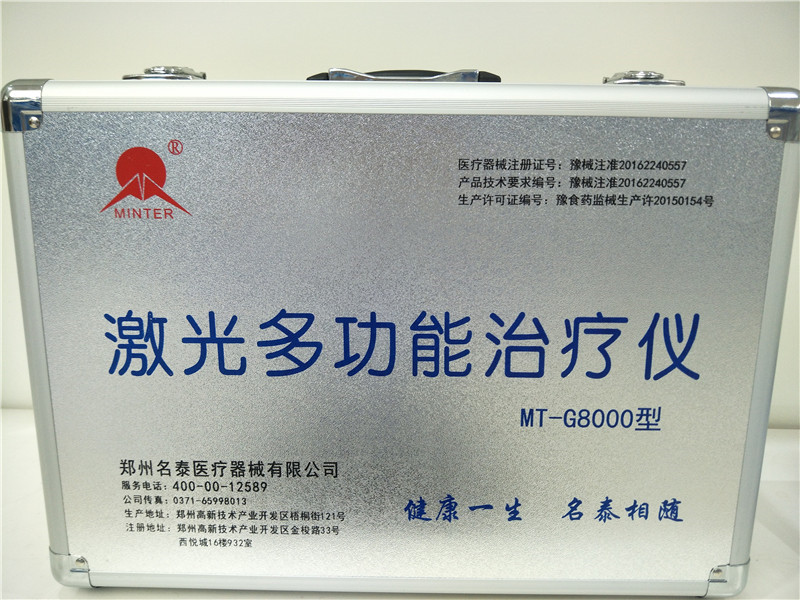 ®
MINTER
医疗器械注册证号：豫械注准20162240557
产品技术要求编号：豫械注准20162240557
生产许可证编号：豫食药监械生产许20150154号
激光多功能治疗仪
MT-G8000型
郑州名泰医疗器械有限公司
服务电话：400-00-12589
公司传真：0371-65998013
生产地址：郑州高新技术产业开发区梧桐街121号
注册地址：郑州高新技术产业开发区金梭路33号
西悦城16楼932室
健康一生 名泰相随